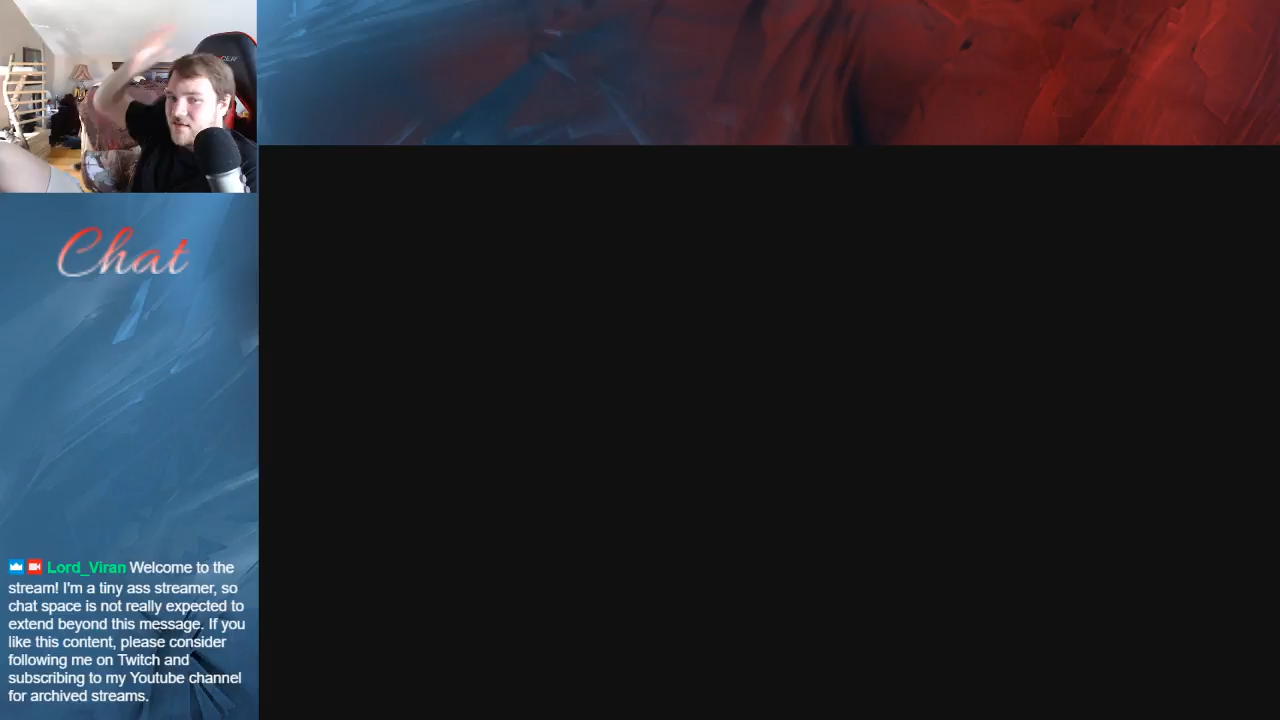 Chat
Lord_Viran Welcome to the
stream! I'm a tiny ass streamer, so
chat space is not really expected to
extend beyond this message. If you
like this content, please consider
following me on Twitch and
subscribing to my Youtube channel
for archived streams.